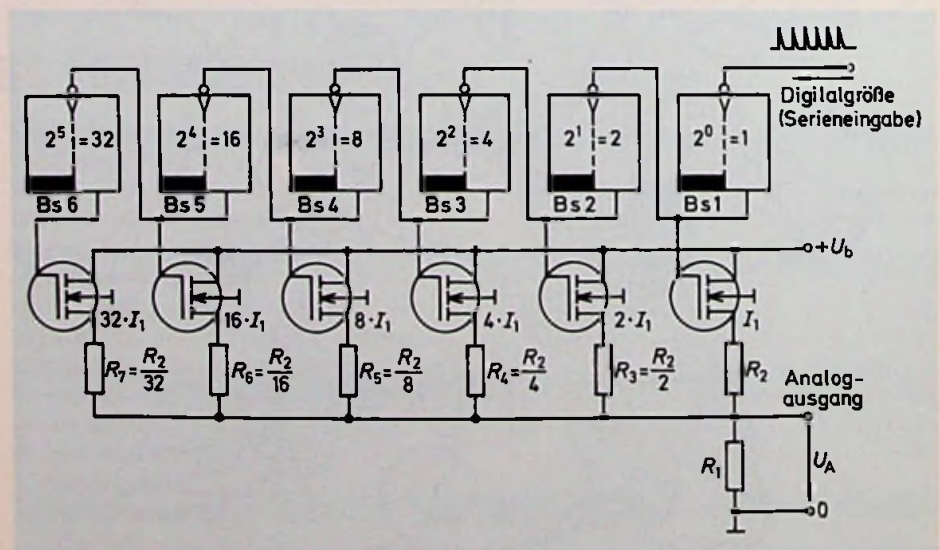 Digilalgröße
(Serieneingabe)
2⁵ = 32
2⁴ = 16
2³ = 8
2² = 4
2¹ = 2
2⁰ = 1
Bs 6
Bs 5
Bs 4
Bs 3
Bs 2
Bs 1
+U_b
32·I₁
16·I₁
8·I₁
4·I₁
2·I₁
I₁
R₇ = R₂/32
R₆ = R₂/16
R₅ = R₂/8
R₄ = R₂/4
R₃ = R₂/2
R₂
Analog-
ausgang
R₁
U_A
0